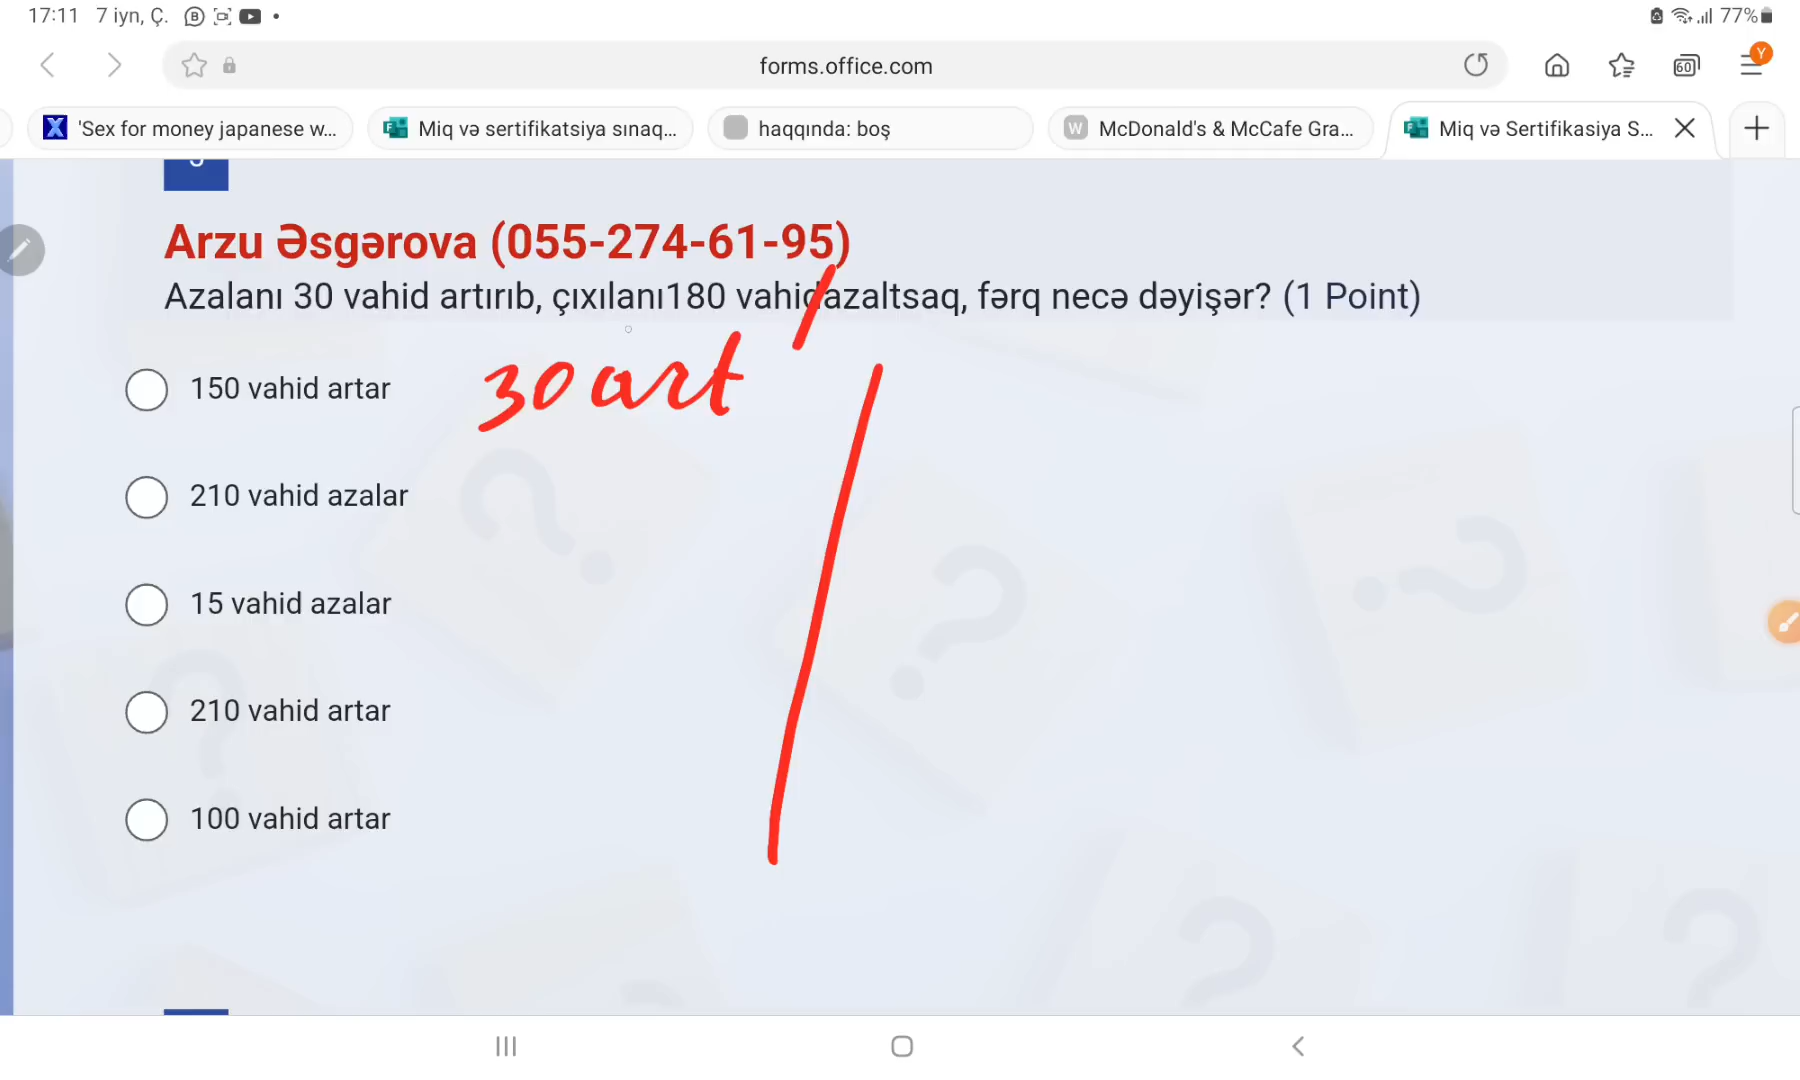 17:11 7 iyn, Ç. 77%
forms.office.com 60 Y
'Sex for money japanese w... Miq və sertifikatsiya sınaq... haqqında: boş W McDonald's & McCafe Gra... Miq və Sertifikasiya S...
Arzu Əsgərova (055-274-61-95)
Azalanı 30 vahid artırıb, çıxılanı180 vahidazaltsaq, fərq necə dəyişər? (1 Point)
30 art
150 vahid artar
210 vahid azalar
15 vahid azalar
210 vahid artar
100 vahid artar